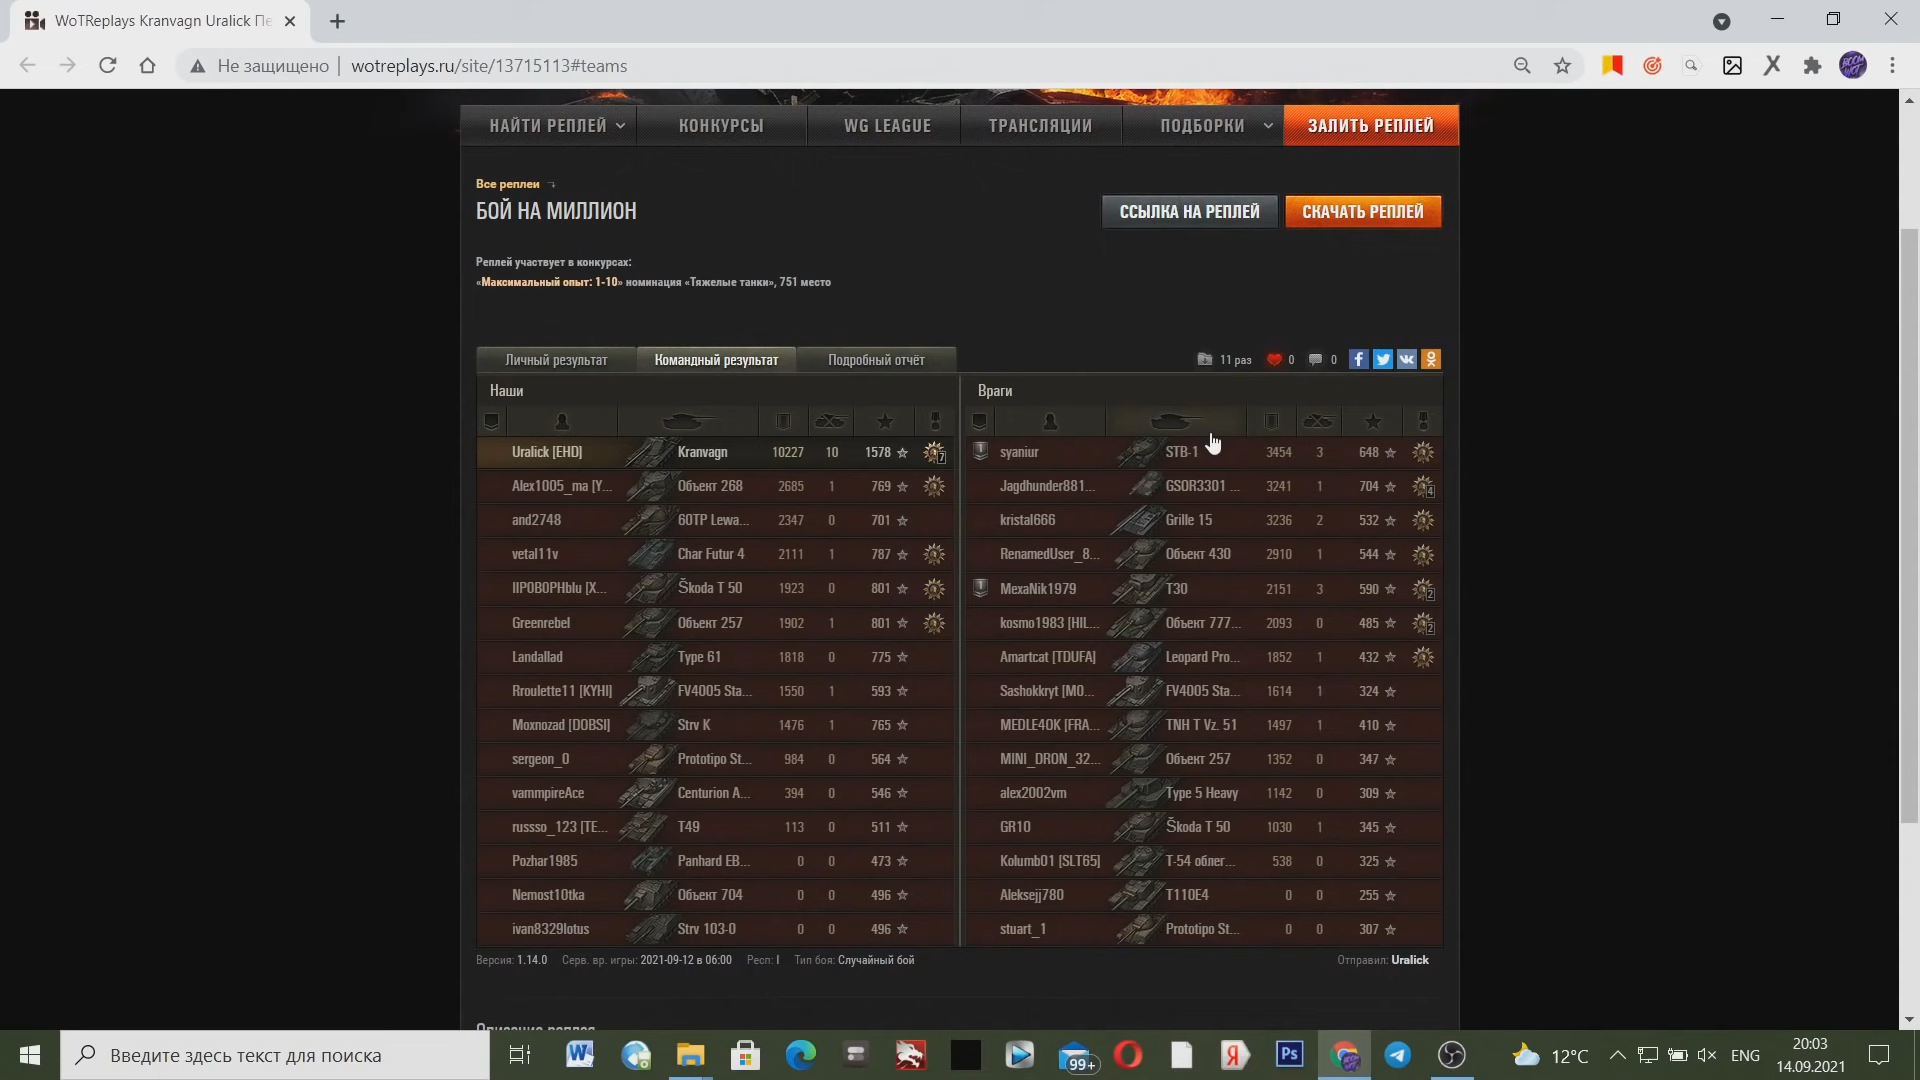 WoTReplays Kranvagn Uralick Пе
Не защищено
wotreplays.ru/site/13715113#teams
НАЙТИ РЕПЛЕЙ
КОНКУРСЫ
WG LEAGUE
ТРАНСЛЯЦИИ
ПОДБОРКИ
ЗАЛИТЬ РЕПЛЕЙ
Все реплеи
БОЙ НА МИЛЛИОН
ССЫЛКА НА РЕПЛЕЙ
СКАЧАТЬ РЕПЛЕЙ
Реплей участвует в конкурсах:
«Максимальный опыт: 1-10» номинация «Тяжелые танки», 751 место
Личный результат
Командный результат
Подробный отчёт
11 раз
0
0
Наши
Uralick [EHD] Kranvagn 10227 10 1578 7
Alex1005_ma [Y... Объект 268 2685 1 769
and2748 60TP Lewa... 2347 0 701
vetal11v Char Futur 4 2111 1 787
IIPOBOPHblu [X... Škoda T 50 1923 0 801
Greenrebel Объект 257 1902 1 801
Landallad Type 61 1818 0 775
Rroulette11 [KYHI] FV4005 Sta... 1550 1 593
Moxnozad [DOBSI] Strv K 1476 1 765
sergeon_0 Prototipo St... 984 0 564
vammpireAce Centurion A... 394 0 546
russso_123 [TE... T49 113 0 511
Pozhar1985 Panhard EB... 0 0 473
Nemost10tka Объект 704 0 0 496
ivan8329lotus Strv 103-0 0 0 496
Враги
syaniur STB-1 3454 3 648
Jagdhunder881... GSOR3301 ... 3241 1 704 4
kristal666 Grille 15 3236 2 532
RenamedUser_8... Объект 430 2910 1 544
MexaNik1979 T30 2151 3 590 2
kosmo1983 [HIL... Объект 777... 2093 0 485 2
Amartcat [TDUFA] Leopard Pro... 1852 1 432
Sashokkryt [MO... FV4005 Sta... 1614 1 324
MEDLE4OK [FRA... TNH T Vz. 51 1497 1 410
MINI_DRON_32... Объект 257 1352 0 347
alex2002vm Type 5 Heavy 1142 0 309
GR10 Škoda T 50 1030 1 345
Kolumb01 [SLT65] Т-54 облег... 538 0 325
Aleksejj780 T110E4 0 0 255
stuart_1 Prototipo St... 0 0 307
Версия: 1.14.0 Серв. вр. игры: 2021-09-12 в 06:00 Респ: I Тип боя: Случайный бой
Отправил: Uralick
Описание реплея
Введите здесь текст для поиска
99+
12°C
ENG
20:03
14.09.2021